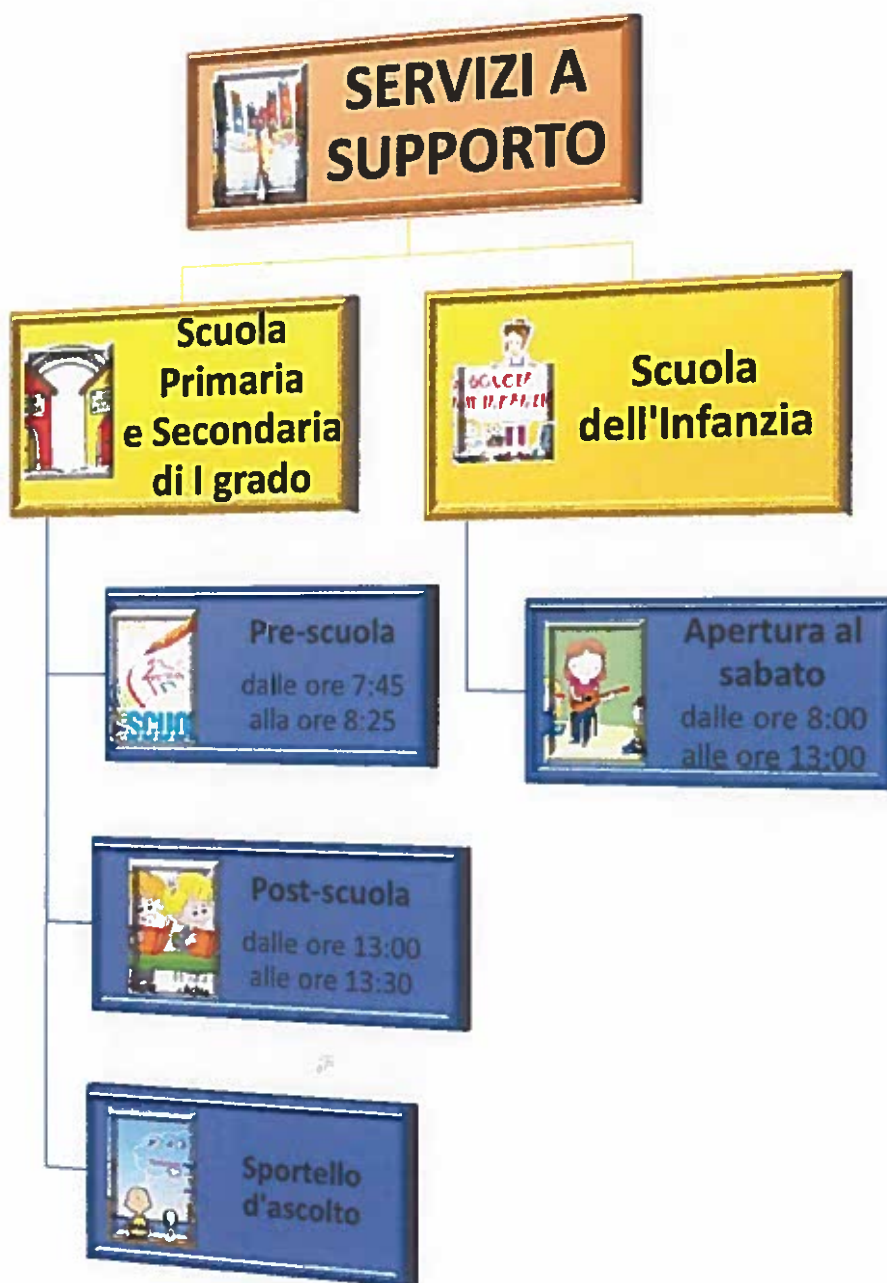 SERVIZI A
SUPPORTO
Scuola
Primaria
e Secondaria
di I grado
Scuola
dell'Infanzia
Pre-scuola
dalle ore 7:45
alla ore 8:25
SCUO
Apertura al
sabato
dalle ore 8:00
alle ore 13:00
Post-scuola
dalle ore 13:00
alle ore 13:30
Sportello
d'ascolto